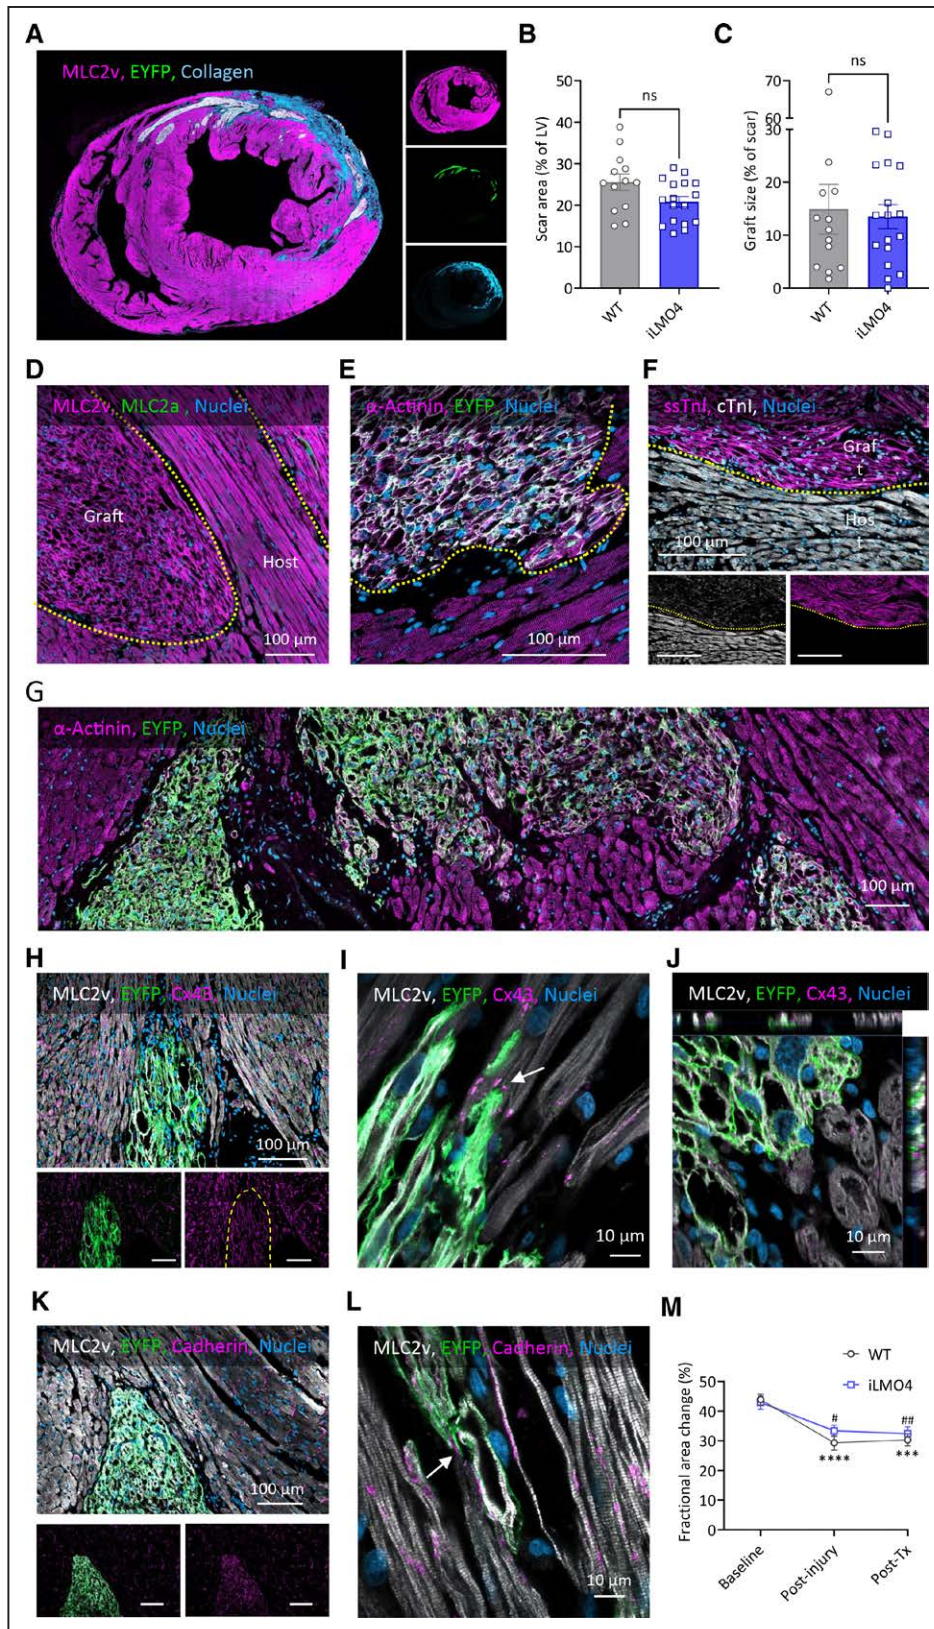 A
MLC2v, EYFP, Collagen
B
ns
Scar area (% of LV)
50
40
30
20
10
0
WT
iLMO4
C
ns
Graft size (% of scar)
70
60
30
20
10
0
WT
iLMO4
D
MLC2v, MLC2a , Nuclei
Graft
Host
100 µm
E
α-Actinin, EYFP, Nuclei
100 µm
F
ssTnI, cTnI, Nuclei
Graf
t
Hos
t
100 µm
G
α-Actinin, EYFP, Nuclei
100 µm
H
MLC2v, EYFP, Cx43, Nuclei
100 µm
I
MLC2v, EYFP, Cx43, Nuclei
10 µm
J
MLC2v, EYFP, Cx43, Nuclei
10 µm
K
MLC2v, EYFP, Cadherin, Nuclei
100 µm
L
MLC2v, EYFP, Cadherin, Nuclei
10 µm
M
WT
iLMO4
Fractional area change (%)
50
40
30
20
10
0
#
##
****
***
Baseline
Post-injury
Post-Tx